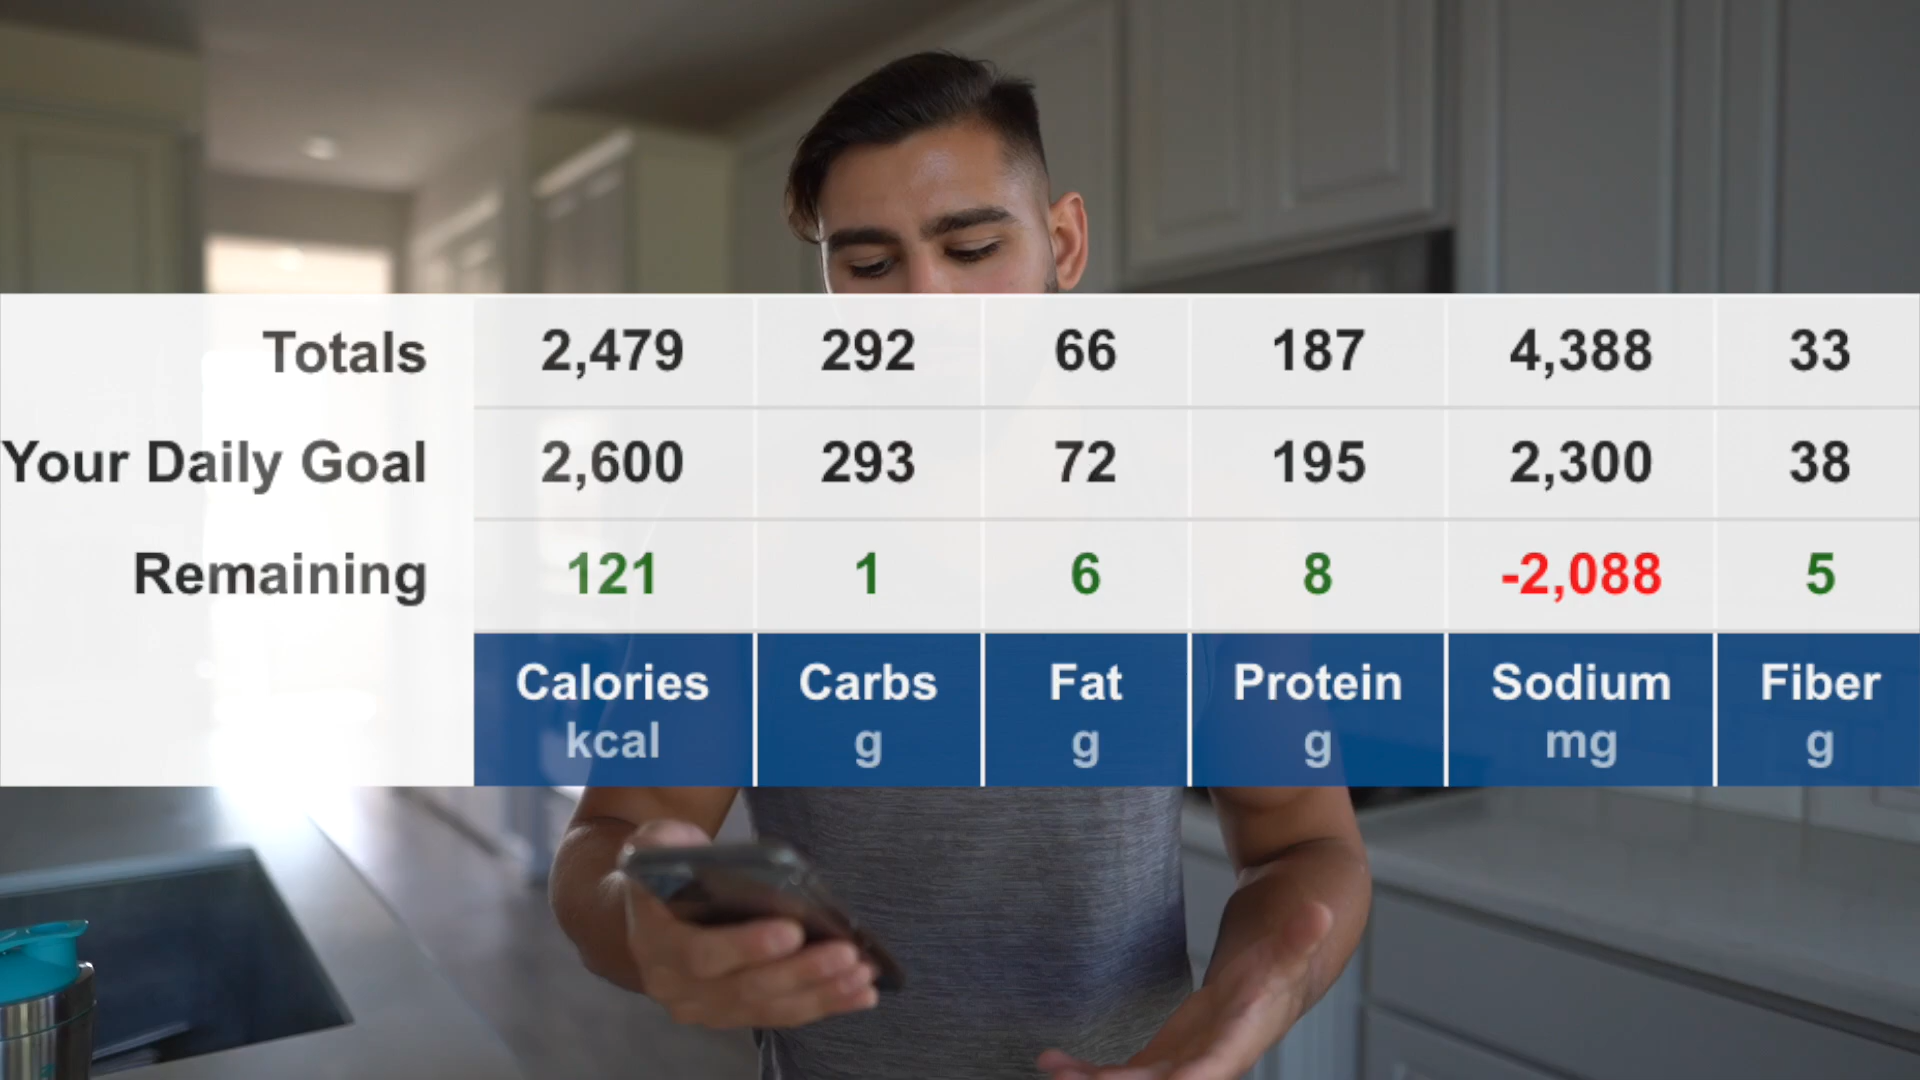 Totals 2,479 292 66 187 4,388 33
Your Daily Goal 2,600 293 72 195 2,300 38
Remaining 121 1 6 8 -2,088 5
Calories Carbs Fat Protein Sodium Fiber
kcal g g g mg g